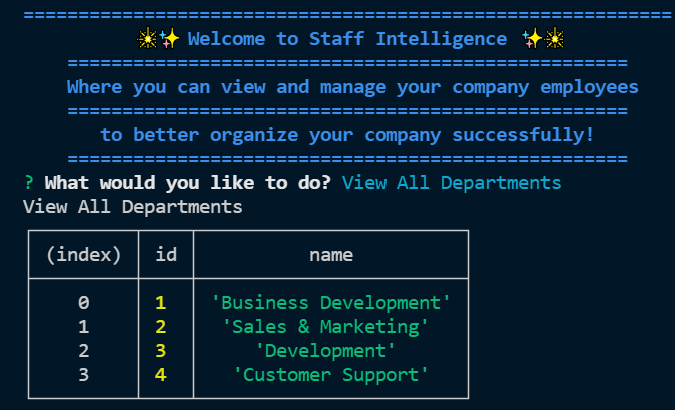 ===========================================================
Welcome to Staff Intelligence
===================================================
Where you can view and manage your company employees
===================================================
to better organize your company successfully!
===================================================
? What would you like to do? View All Departments
View All Departments
(index) id name
0 1 'Business Development'
1 2 'Sales & Marketing'
2 3 'Development'
3 4 'Customer Support'